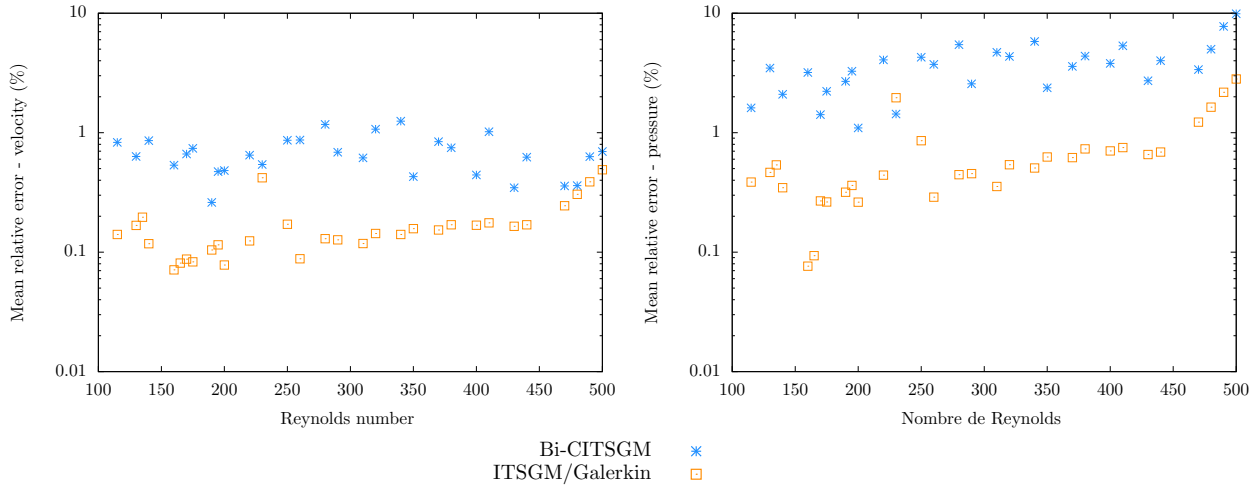 10
1
0.1
0.01
Mean relative error - velocity (%)
100 150 200 250 300 350 400 450 500
Reynolds number
10
1
0.1
0.01
Mean relative error - pressure (%)
100 150 200 250 300 350 400 450 500
Nombre de Reynolds
Bi-CITSGM
ITSGM/Galerkin